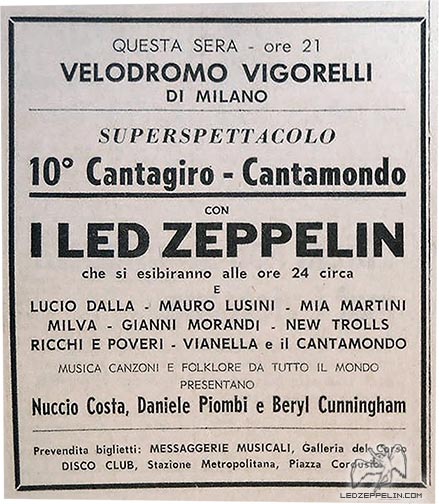 QUESTA SERA - ore 21
VELODROMO VIGORELLI
DI MILANO
SUPERSPETTACOLO
10° Cantagiro - Cantamondo
CON
I LED ZEPPELIN
che si esibiranno alle ore 24 circa
E
LUCIO DALLA - MAURO LUSINI - MIA MARTINI
MILVA - GIANNI MORANDI - NEW TROLLS
RICCHI E POVERI - VIANELLA e il CANTAMONDO
MUSICA CANZONI E FOLKLORE DA TUTTO IL MONDO
PRESENTANO
Nuccio Costa, Daniele Piombi e Beryl Cunningham
Prevendita biglietti: MESSAGGERIE MUSICALI, Galleria del Corso
DISCO CLUB, Stazione Metropolitana, Piazza Cordusio
LEDZEPPELIN.COM